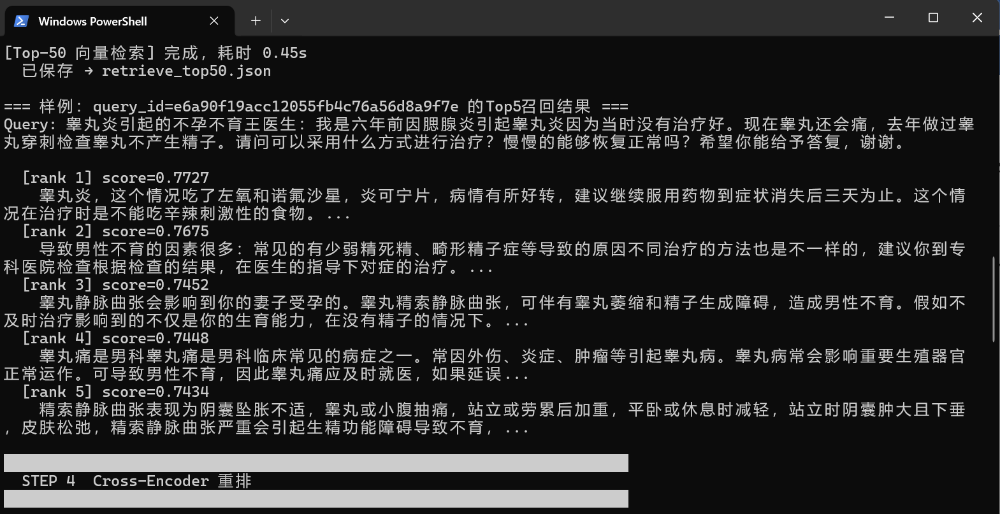 Windows PowerShell
[Top-50 向量检索] 完成，耗时 0.45s
已保存 → retrieve_top50.json
=== 样例：query_id=e6a90f19acc12055fb4c76a56d8a9f7e 的Top5召回结果 ===
Query: 睾丸炎引起的不孕不育王医生：我是六年前因腮腺炎引起睾丸炎因为当时没有治疗好。现在睾丸还会痛，去年做过睾
丸穿刺检查睾丸不产生精子。请问可以采用什么方式进行治疗？慢慢的能够恢复正常吗？希望你能给予答复，谢谢。
[rank 1] score=0.7727
睾丸炎，这个情况吃了左氧和诺氟沙星，炎可宁片，病情有所好转，建议继续服用药物到症状消失后三天为止。这个情
况在治疗时是不能吃辛辣刺激性的食物。...
[rank 2] score=0.7675
导致男性不育的因素很多：常见的有少弱精死精、畸形精子症等导致的原因不同治疗的方法也是不一样的，建议你到专
科医院检查根据检查的结果，在医生的指导下对症的治疗。...
[rank 3] score=0.7452
睾丸静脉曲张会影响到你的妻子受孕的。睾丸精索静脉曲张，可伴有睾丸萎缩和精子生成障碍，造成男性不育。假如不
及时治疗影响到的不仅是你的生育能力，在没有精子的情况下。...
[rank 4] score=0.7448
睾丸痛是男科睾丸痛是男科临床常见的病症之一。常因外伤、炎症、肿瘤等引起睾丸病。睾丸病常会影响重要生殖器官
正常运作。可导致男性不育，因此睾丸痛应及时就医，如果延误...
[rank 5] score=0.7434
精索静脉曲张表现为阴囊坠胀不适，睾丸或小腹抽痛，站立或劳累后加重，平卧或休息时减轻，站立时阴囊肿大且下垂
，皮肤松弛，精索静脉曲张严重会引起生精功能障碍导致不育，...
STEP 4  Cross-Encoder 重排